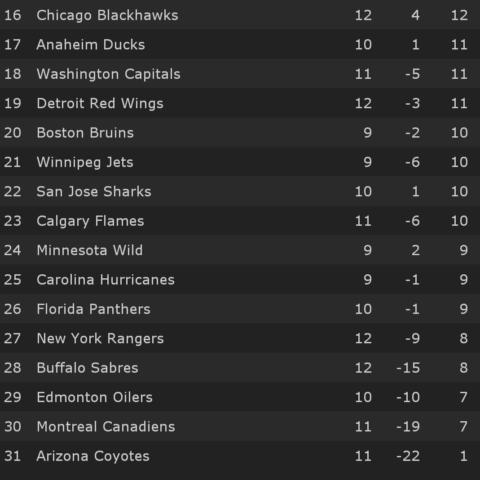 16 Chicago Blackhawks 12 4 12
17 Anaheim Ducks 10 1 11
18 Washington Capitals 11 -5 11
19 Detroit Red Wings 12 -3 11
20 Boston Bruins 9 -2 10
21 Winnipeg Jets 9 -6 10
22 San Jose Sharks 10 1 10
23 Calgary Flames 11 -6 10
24 Minnesota Wild 9 2 9
25 Carolina Hurricanes 9 -1 9
26 Florida Panthers 10 -1 9
27 New York Rangers 12 -9 8
28 Buffalo Sabres 12 -15 8
29 Edmonton Oilers 10 -10 7
30 Montreal Canadiens 11 -19 7
31 Arizona Coyotes 11 -22 1